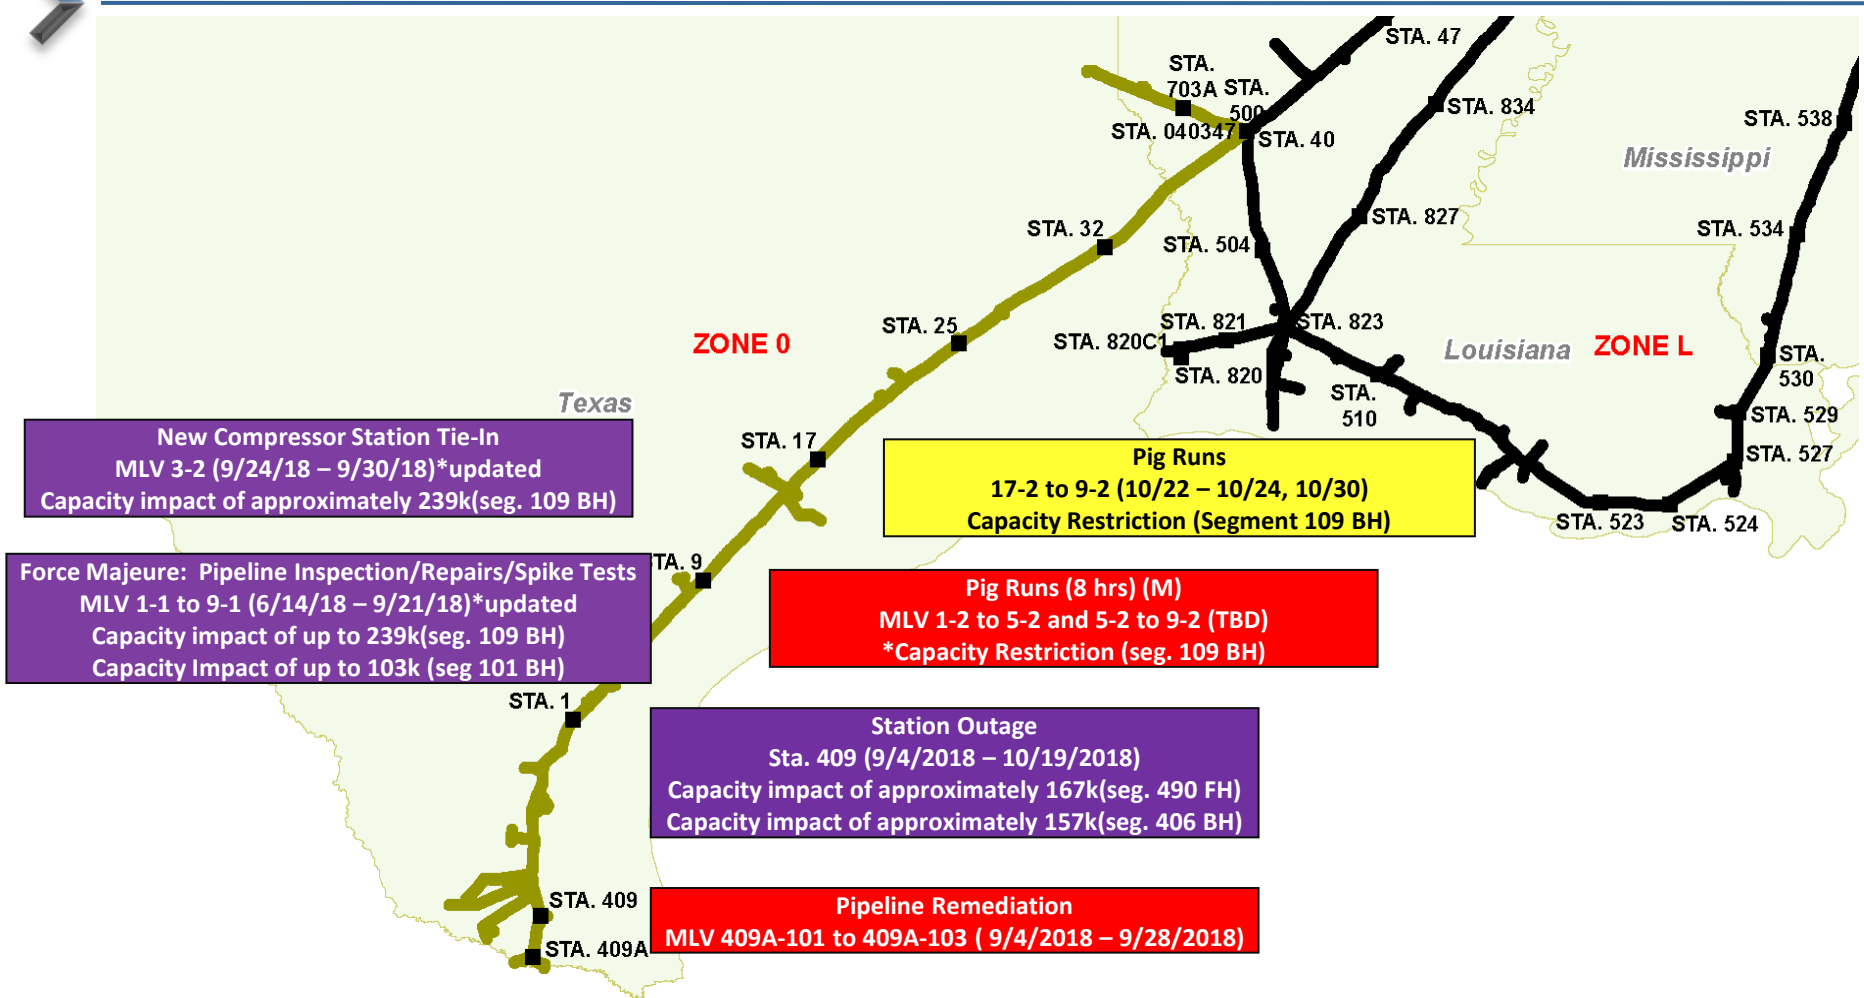 STA. 47
STA.
703A
STA.
500
STA. 834
STA. 538
STA. 040347
STA. 40
Mississippi
STA. 827
STA. 32
STA. 504
STA. 534
STA. 25
STA. 821
STA. 823
ZONE 0
STA. 820C1
Louisiana
ZONE L
STA.
530
STA. 820
STA.
510
Texas
STA. 529
STA. 17
STA. 527
New Compressor Station Tie-In
MLV 3-2 (9/24/18 – 9/30/18)*updated
Capacity impact of approximately 239k(seg. 109 BH)
Pig Runs
17-2 to 9-2 (10/22 – 10/24, 10/30)
Capacity Restriction (Segment 109 BH)
STA. 523
STA. 524
TA. 9
Force Majeure: Pipeline Inspection/Repairs/Spike Tests
MLV 1-1 to 9-1 (6/14/18 – 9/21/18)*updated
Capacity impact of up to 239k(seg. 109 BH)
Capacity Impact of up to 103k (seg 101 BH)
Pig Runs (8 hrs) (M)
MLV 1-2 to 5-2 and 5-2 to 9-2 (TBD)
*Capacity Restriction (seg. 109 BH)
STA. 1
Station Outage
Sta. 409 (9/4/2018 – 10/19/2018)
Capacity impact of approximately 167k(seg. 490 FH)
Capacity impact of approximately 157k(seg. 406 BH)
STA. 409
Pipeline Remediation
MLV 409A-101 to 409A-103 ( 9/4/2018 – 9/28/2018)
STA. 409A